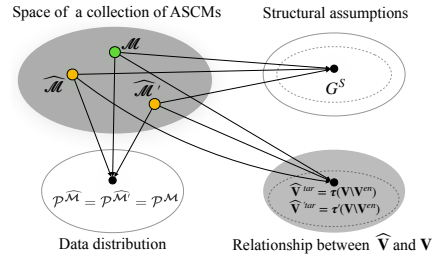 Space of a collection of ASCMs
Structural assumptions
ℳ
ℳ̂
ℳ̂ ′
G^S
𝒫^ℳ̂ = 𝒫^ℳ̂′ = 𝒫^ℳ
V̂^tar = τ(V\V^en)
V̂′^tar = τ′(V\V^en)
Data distribution
Relationship between V̂ and V